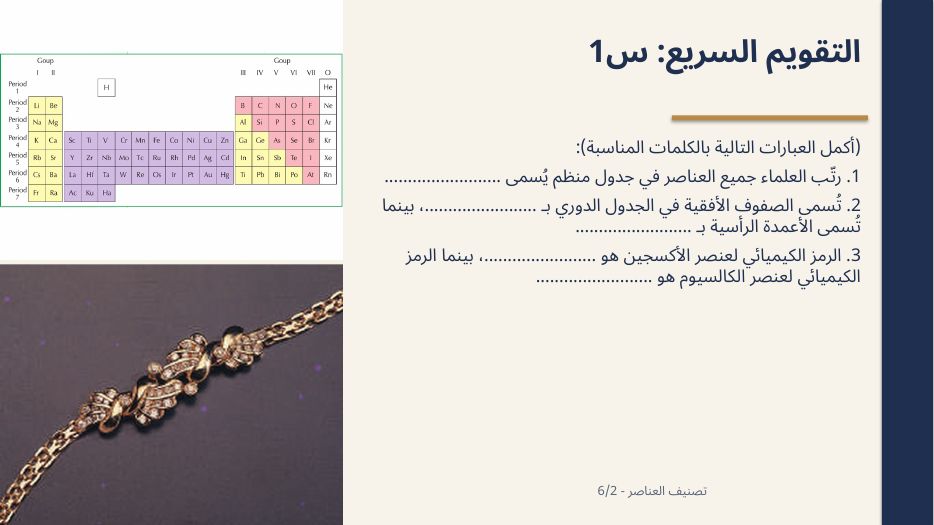 التقويم السريع: س1
(أكمل العبارات التالية بالكلمات المناسبة):
1. رتّب العلماء جميع العناصر في جدول منظم يُسمى .........................
2. تُسمى الصفوف الأفقية في الجدول الدوري بـ ........................، بينما
تُسمى الأعمدة الرأسية بـ .........................
3. الرمز الكيميائي لعنصر الأكسجين هو ........................، بينما الرمز
الكيميائي لعنصر الكالسيوم هو .........................
تصنيف العناصر - 6/2
Goup Goup
I II III IV V VI VII O
Period 1 H He
Period 2 Li Be B C N O F Ne
Period 3 Na Mg Al Si P S Cl Ar
Period 4 K Ca Sc Ti V Cr Mn Fe Co Ni Cu Zn Ga Ge As Se Br Kr
Period 5 Rb Sr Y Zr Nb Mo Tc Ru Rh Pd Ag Cd In Sn Sb Te I Xe
Period 6 Cs Ba La Hf Ta W Re Os Ir Pt Au Hg Ti Pb Bi Po At Rn
Period 7 Fr Ra Ac Ku Ha